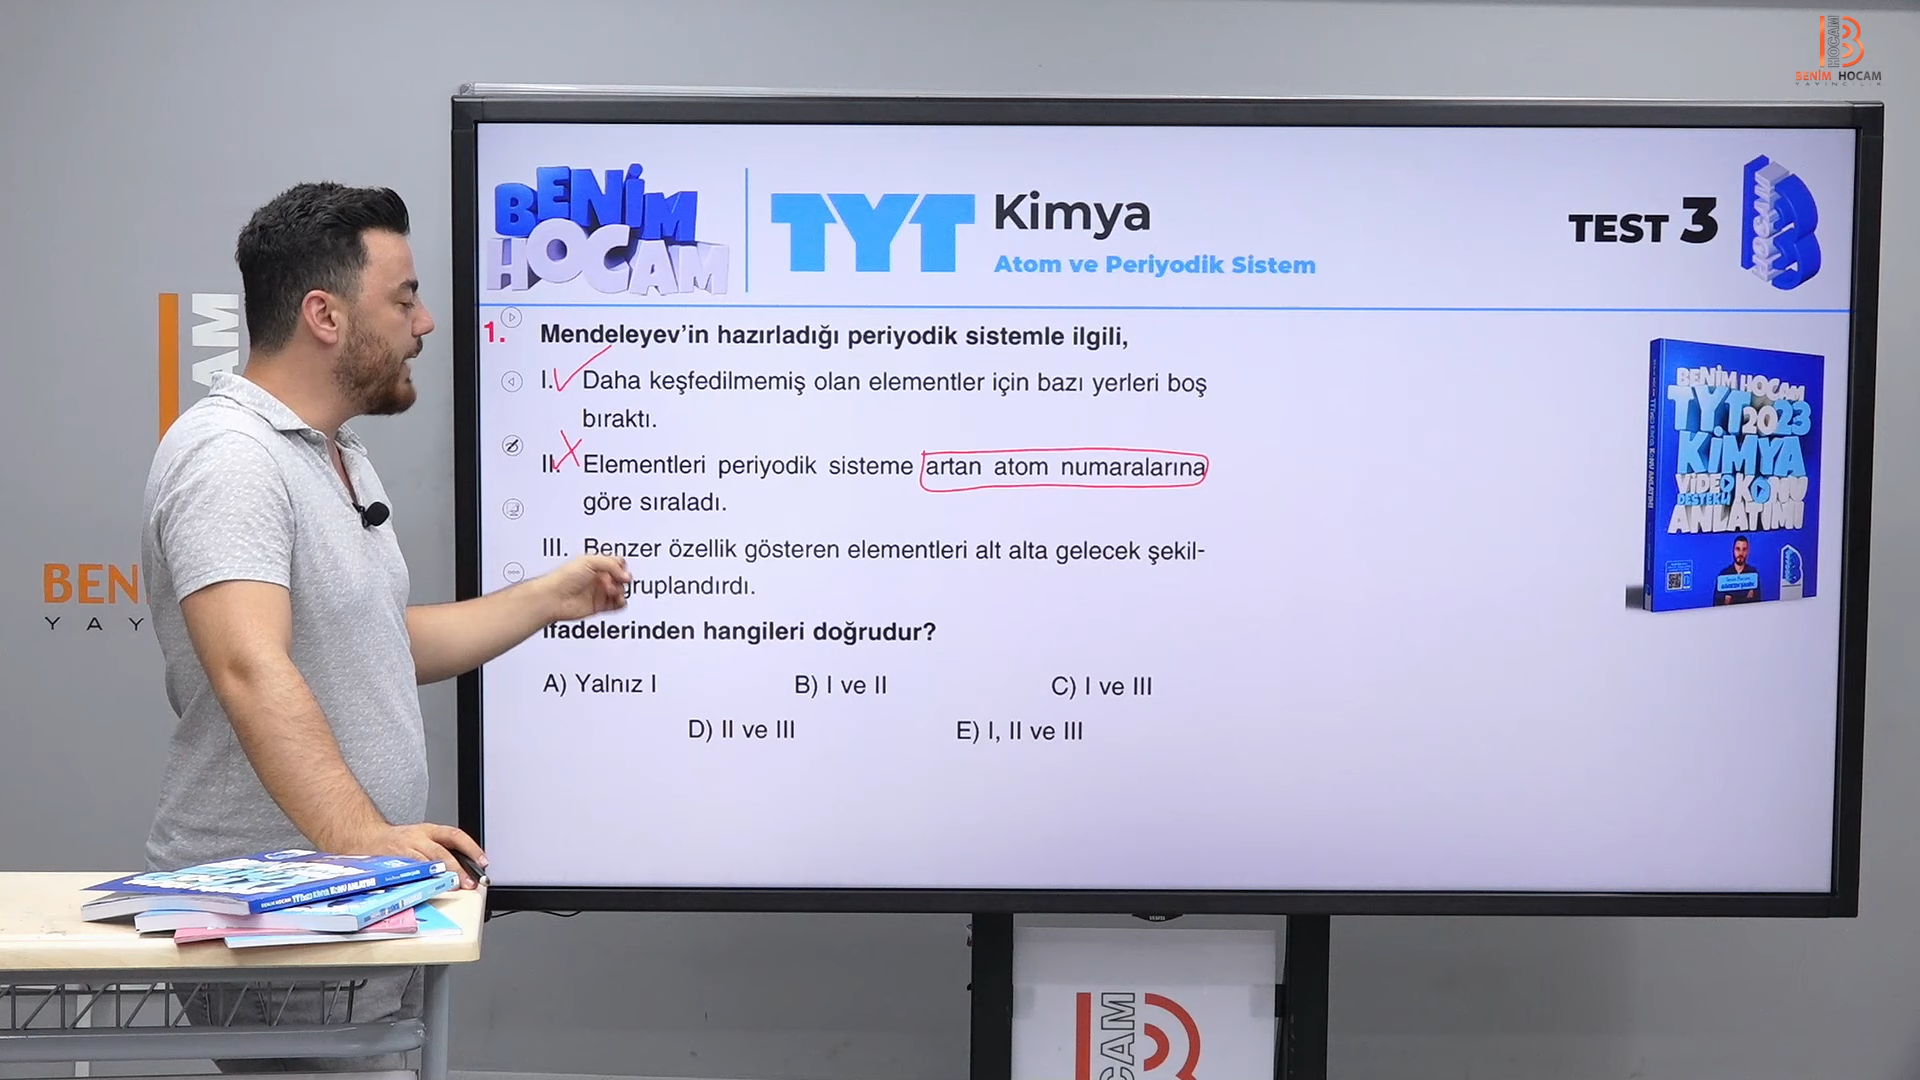 BENİM HOCAM
YAYINCILIK
BENİM
HOCAM
TYT
Kimya
Atom ve Periyodik Sistem
TEST 3
1. Mendeleyev’in hazırladığı periyodik sistemle ilgili,
I. Daha keşfedilmemiş olan elementler için bazı yerleri boş
bıraktı.
II. Elementleri periyodik sisteme artan atom numaralarına
göre sıraladı.
III. Benzer özellik gösteren elementleri alt alta gelecek şekil-
gruplandırdı.
ifadelerinden hangileri doğrudur?
A) Yalnız I
B) I ve II
C) I ve III
D) II ve III
E) I, II ve III
BENİM HOCAM
TYT 2023
KİMYA
VİDEO
DESTEKLİ
KONU
ANLATIMI